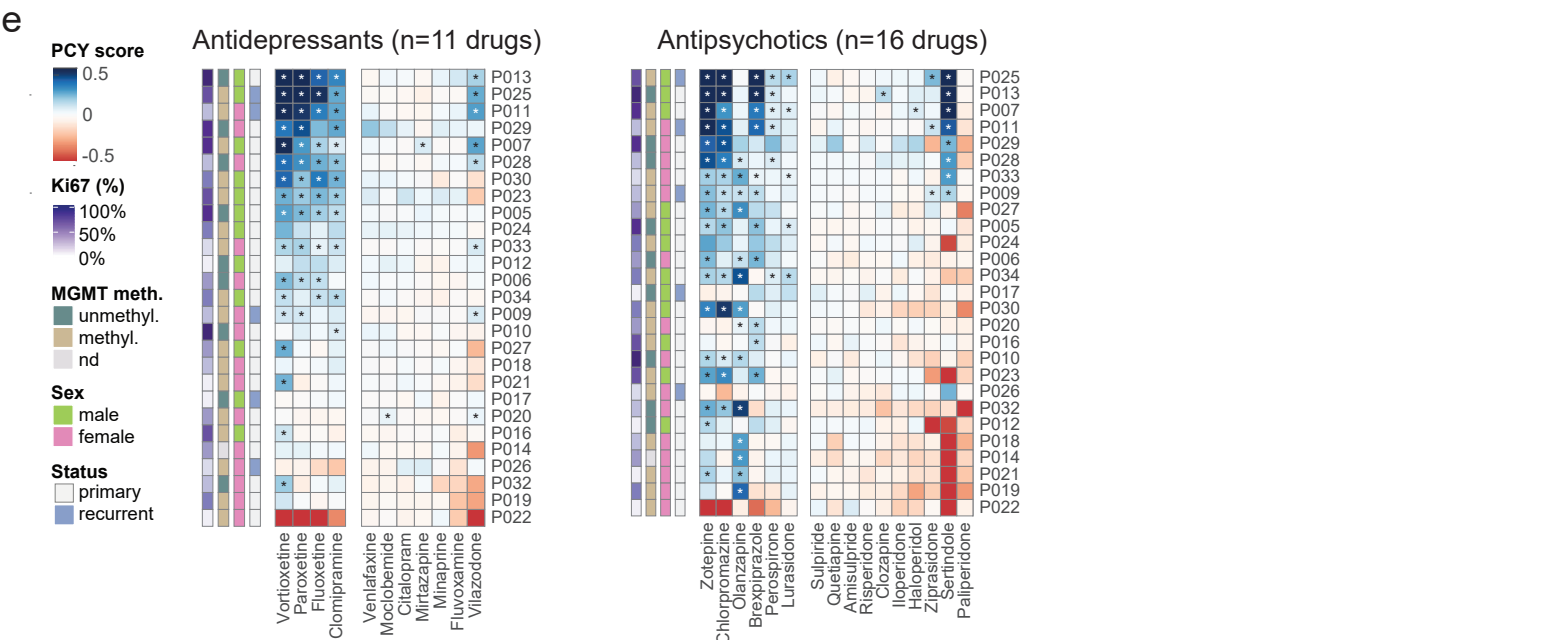 e
PCY score
0.5
0
-0.5
Ki67 (%)
100%
50%
0%
MGMT meth.
unmethyl.
methyl.
nd
Sex
male
female
Status
primary
recurrent
Antidepressants (n=11 drugs)
P013
P025
P011
P029
P007
P028
P030
P023
P005
P024
P033
P012
P006
P034
P009
P010
P027
P018
P021
P017
P020
P016
P014
P026
P032
P019
P022
Vortioxetine
Paroxetine
Fluoxetine
Clomipramine
Venlafaxine
Moclobemide
Citalopram
Mirtazapine
Minaprine
Fluvoxamine
Vilazodone
Antipsychotics (n=16 drugs)
P025
P013
P007
P011
P029
P028
P033
P009
P027
P005
P024
P006
P034
P017
P030
P020
P016
P010
P023
P026
P032
P012
P018
P014
P021
P019
P022
Zotepine
Chlorpromazine
Olanzapine
Brexpiprazole
Perospirone
Lurasidone
Sulpiride
Quetiapine
Amisulpride
Risperidone
Clozapine
Iloperidone
Haloperidol
Ziprasidone
Sertindole
Paliperidone